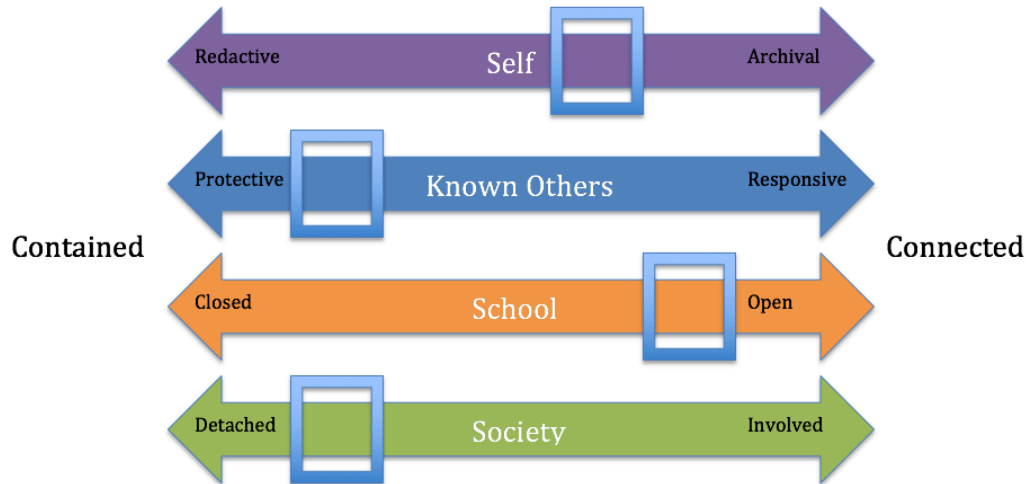 Redactive Self Archival
Protective Known Others Responsive
Contained Connected
Closed School Open
Detached Society Involved